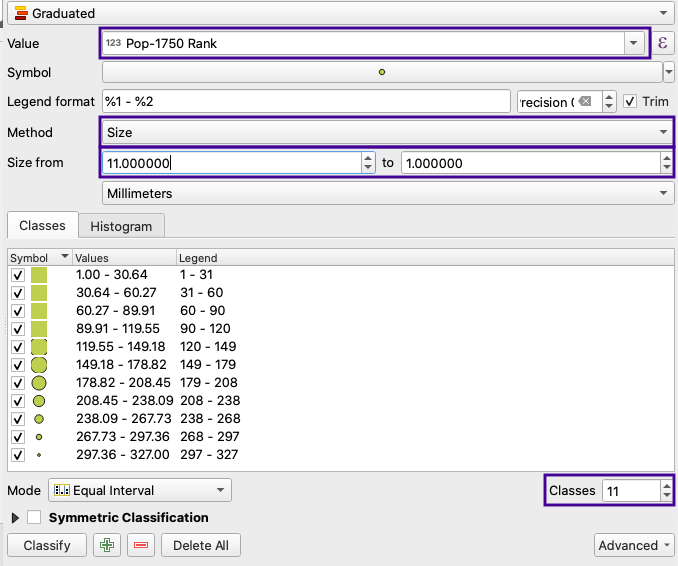 Graduated
Value 123 Pop-1750 Rank ε
Symbol
Legend format %1 - %2 Trim
Method Size
Size from 11.000000 to 1.000000
Millimeters
Classes Histogram
Symbol Values Legend
1.00 - 30.64 1 - 31
30.64 - 60.27 31 - 60
60.27 - 89.91 60 - 90
89.91 - 119.55 90 - 120
119.55 - 149.18 120 - 149
149.18 - 178.82 149 - 179
178.82 - 208.45 179 - 208
208.45 - 238.09 208 - 238
238.09 - 267.73 238 - 268
267.73 - 297.36 268 - 297
297.36 - 327.00 297 - 327
Mode Equal Interval Classes 11
Symmetric Classification
Classify Delete All Advanced